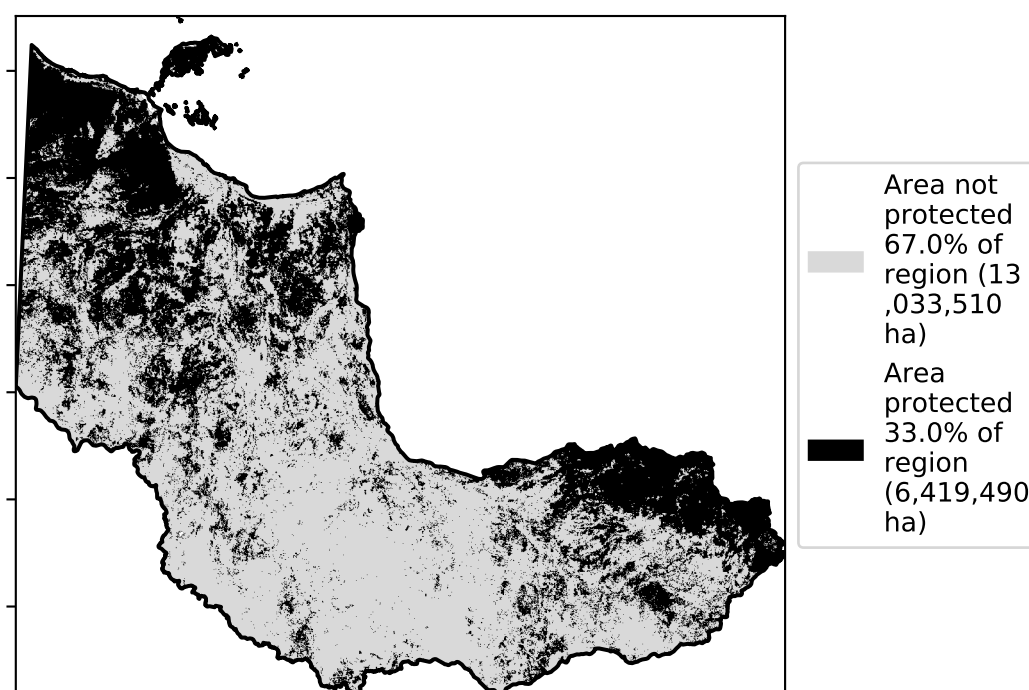 Area not
protected
67.0% of
region (13
,033,510
ha)
Area
protected
33.0% of
region
(6,419,490
ha)